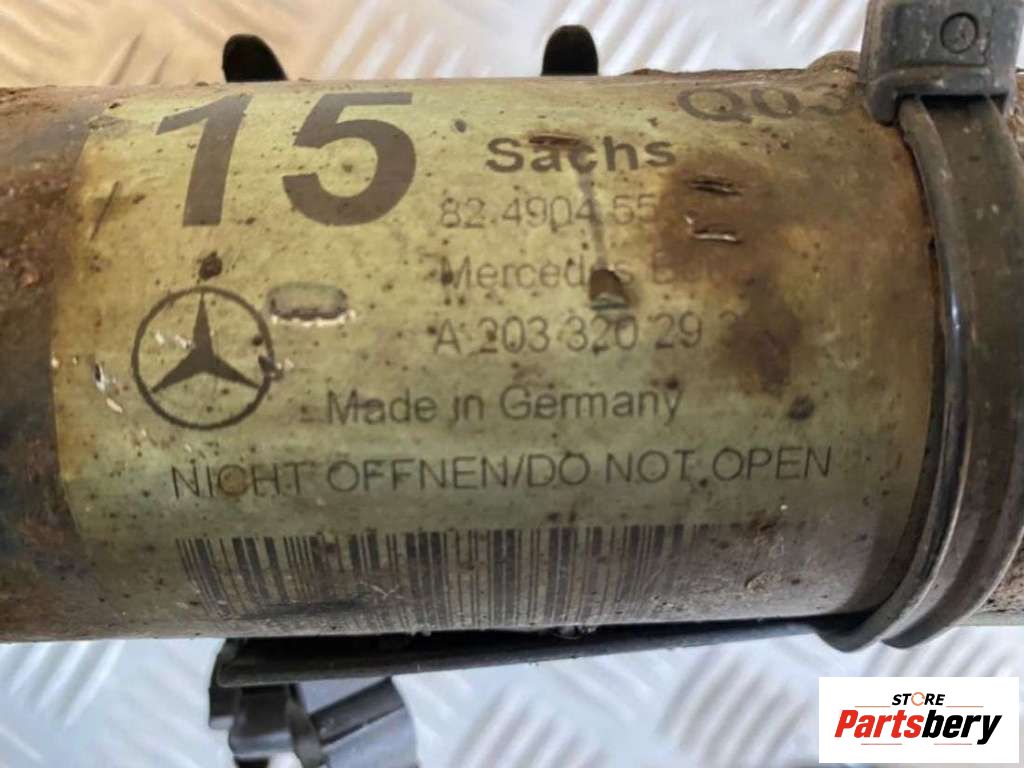 15
Q03
Sachs
82 4904 55
Mercedes
A 203 320 29
Made in Germany
NICHT OFFNEN/DO NOT OPEN
STORE
Partsbery